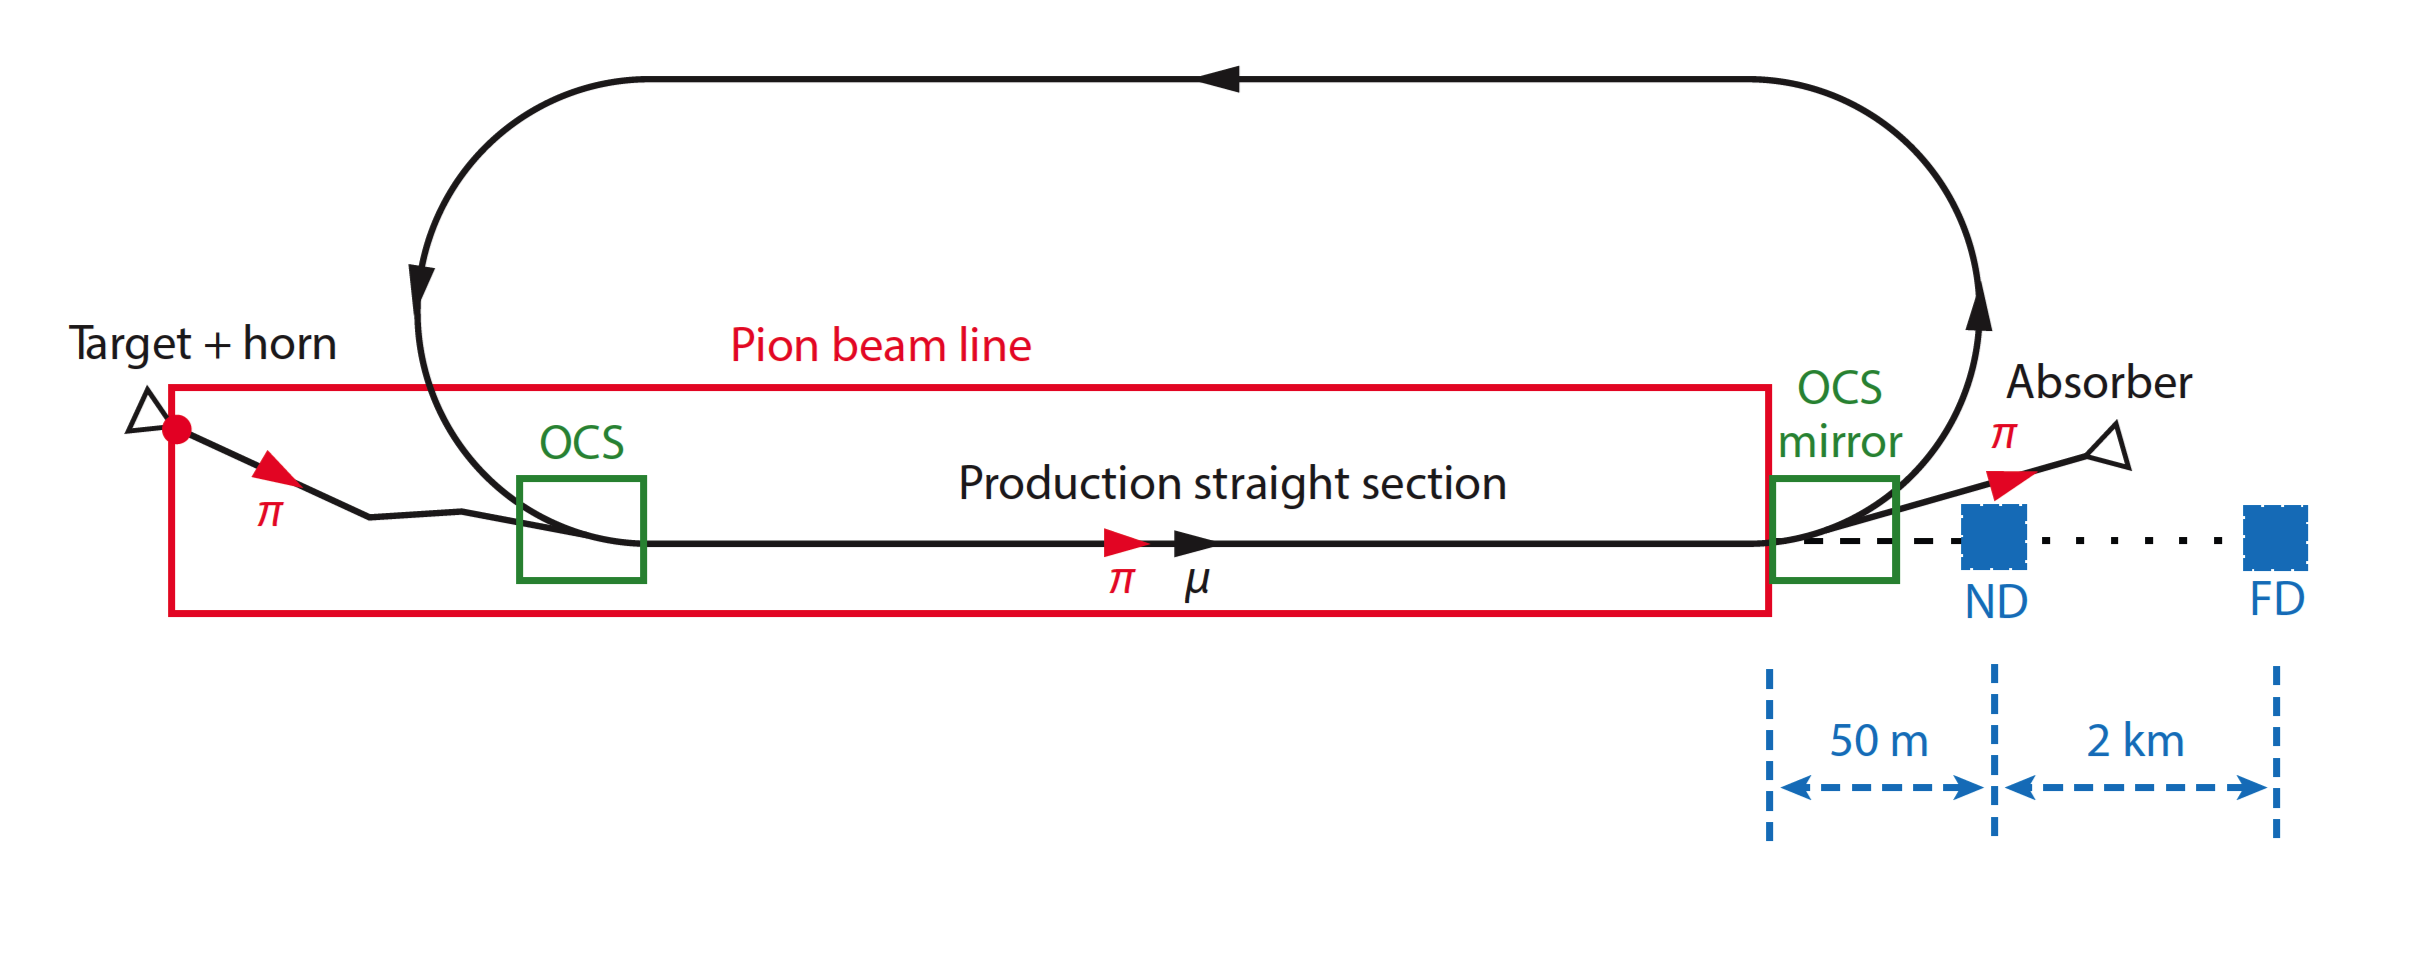 Target + horn
Pion beam line
OCS
mirror
Absorber
π
OCS
Production straight section
π
π
μ
ND
FD
50 m
2 km